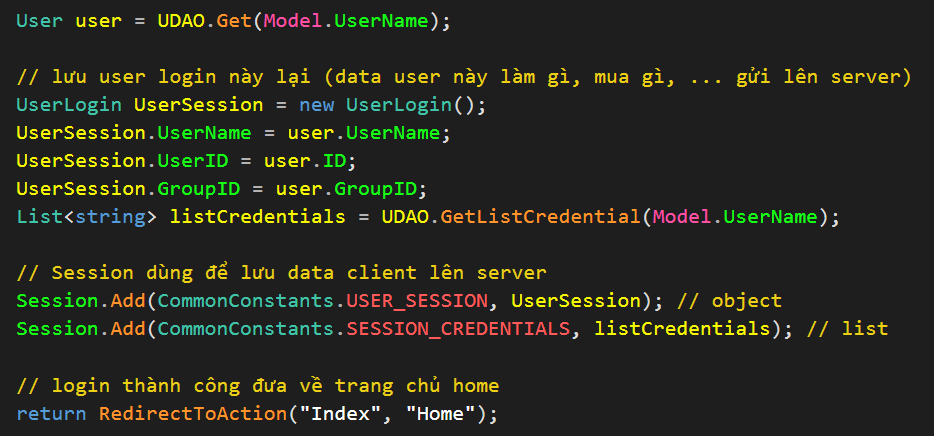 User user = UDAO.Get(Model.UserName);
// lưu user login này lại (data user này làm gì, mua gì, ... gửi lên server)
UserLogin UserSession = new UserLogin();
UserSession.UserName = user.UserName;
UserSession.UserID = user.ID;
UserSession.GroupID = user.GroupID;
List<string> listCredentials = UDAO.GetListCredential(Model.UserName);
// Session dùng để lưu data client lên server
Session.Add(CommonConstants.USER_SESSION, UserSession); // object
Session.Add(CommonConstants.SESSION_CREDENTIALS, listCredentials); // list
// login thành công đưa về trang chủ home
return RedirectToAction("Index", "Home");